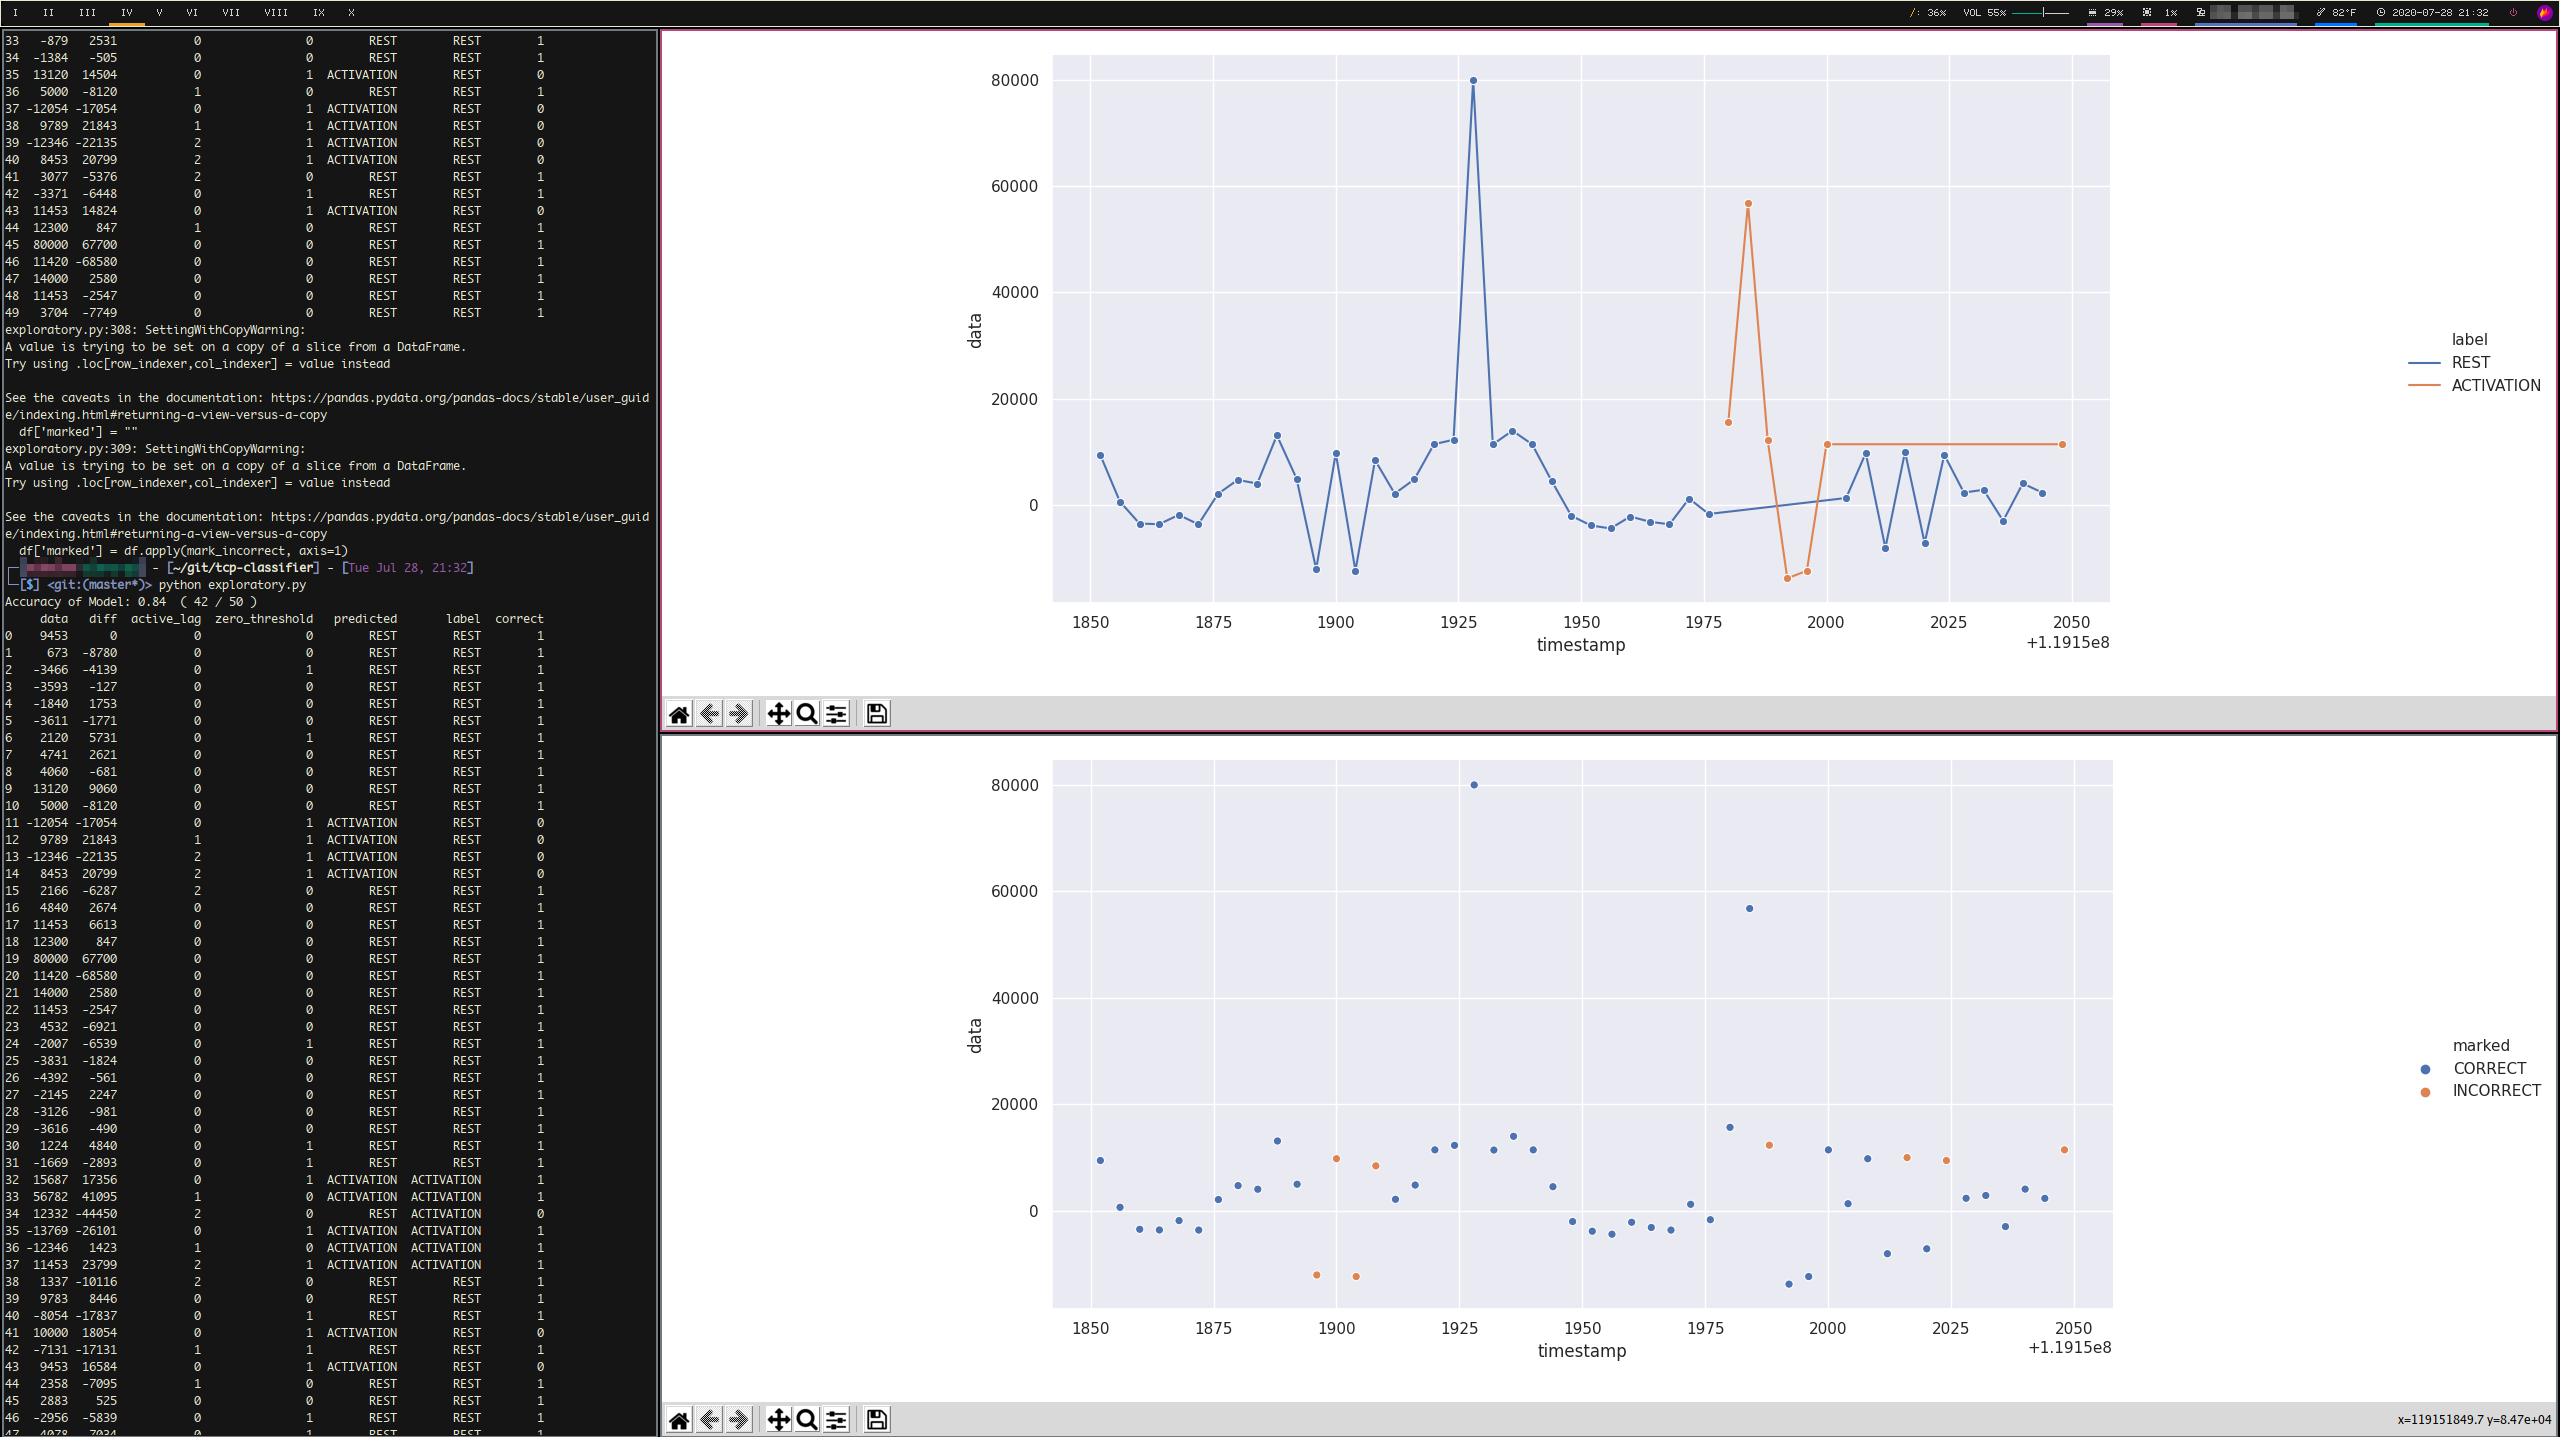 I II III IV V VI VII VIII IX X
/: 36% VOL 55% 29% 1% 82°F 2020-07-28 21:32
33 -879 2531 0 0 REST REST 1
34 -1384 -505 0 0 REST REST 1
35 13120 14504 0 1 ACTIVATION REST 0
36 5000 -8120 1 0 REST REST 1
37 -12054 -17054 0 1 ACTIVATION REST 0
38 9789 21843 1 1 ACTIVATION REST 0
39 -12346 -22135 2 1 ACTIVATION REST 0
40 8453 20799 2 1 ACTIVATION REST 0
41 3077 -5376 2 0 REST REST 1
42 -3371 -6448 0 1 REST REST 1
43 11453 14824 0 1 ACTIVATION REST 0
44 12300 847 1 0 REST REST 1
45 80000 67700 0 0 REST REST 1
46 11420 -68580 0 0 REST REST 1
47 14000 2580 0 0 REST REST 1
48 11453 -2547 0 0 REST REST 1
49 3704 -7749 0 0 REST REST 1
exploratory.py:308: SettingWithCopyWarning:
A value is trying to be set on a copy of a slice from a DataFrame.
Try using .loc[row_indexer,col_indexer] = value instead
See the caveats in the documentation: https://pandas.pydata.org/pandas-docs/stable/user_guid
e/indexing.html#returning-a-view-versus-a-copy
df['marked'] = ""
exploratory.py:309: SettingWithCopyWarning:
A value is trying to be set on a copy of a slice from a DataFrame.
Try using .loc[row_indexer,col_indexer] = value instead
See the caveats in the documentation: https://pandas.pydata.org/pandas-docs/stable/user_guid
e/indexing.html#returning-a-view-versus-a-copy
df['marked'] = df.apply(mark_incorrect, axis=1)
- [~/git/tcp-classifier] - [Tue Jul 28, 21:32]
[$] <git:(master*)> python exploratory.py
Accuracy of Model: 0.84 ( 42 / 50 )
data diff active_lag zero_threshold predicted label correct
0 9453 0 0 0 REST REST 1
1 673 -8780 0 0 REST REST 1
2 -3466 -4139 0 1 REST REST 1
3 -3593 -127 0 0 REST REST 1
4 -1840 1753 0 0 REST REST 1
5 -3611 -1771 0 0 REST REST 1
6 2120 5731 0 1 REST REST 1
7 4741 2621 0 0 REST REST 1
8 4060 -681 0 0 REST REST 1
9 13120 9060 0 0 REST REST 1
10 5000 -8120 0 0 REST REST 1
11 -12054 -17054 0 1 ACTIVATION REST 0
12 9789 21843 1 1 ACTIVATION REST 0
13 -12346 -22135 2 1 ACTIVATION REST 0
14 8453 20799 2 1 ACTIVATION REST 0
15 2166 -6287 2 0 REST REST 1
16 4840 2674 0 0 REST REST 1
17 11453 6613 0 0 REST REST 1
18 12300 847 0 0 REST REST 1
19 80000 67700 0 0 REST REST 1
20 11420 -68580 0 0 REST REST 1
21 14000 2580 0 0 REST REST 1
22 11453 -2547 0 0 REST REST 1
23 4532 -6921 0 0 REST REST 1
24 -2007 -6539 0 1 REST REST 1
25 -3831 -1824 0 0 REST REST 1
26 -4392 -561 0 0 REST REST 1
27 -2145 2247 0 0 REST REST 1
28 -3126 -981 0 0 REST REST 1
29 -3616 -490 0 0 REST REST 1
30 1224 4840 0 1 REST REST 1
31 -1669 -2893 0 1 REST REST 1
32 15687 17356 0 1 ACTIVATION ACTIVATION 1
33 56782 41095 1 0 ACTIVATION ACTIVATION 1
34 12332 -44450 2 0 REST ACTIVATION 0
35 -13769 -26101 0 1 ACTIVATION ACTIVATION 1
36 -12346 1423 1 0 ACTIVATION ACTIVATION 1
37 11453 23799 2 1 ACTIVATION ACTIVATION 1
38 1337 -10116 2 0 REST REST 1
39 9783 8446 0 0 REST REST 1
40 -8054 -17837 0 1 REST REST 1
41 10000 18054 0 1 ACTIVATION REST 0
42 -7131 -17131 1 1 REST REST 1
43 9453 16584 0 1 ACTIVATION REST 0
44 2358 -7095 1 0 REST REST 1
45 2883 525 0 0 REST REST 1
46 -2956 -5839 0 1 REST REST 1
47 4078 7034 0 1 REST REST 1
80000
60000
40000
20000
0
data
1850 1875 1900 1925 1950 1975 2000 2025 2050
timestamp
+1.1915e8
label
REST
ACTIVATION
80000
60000
40000
20000
0
data
1850 1875 1900 1925 1950 1975 2000 2025 2050
timestamp
+1.1915e8
marked
CORRECT
INCORRECT
x=119151849.7 y=8.47e+04